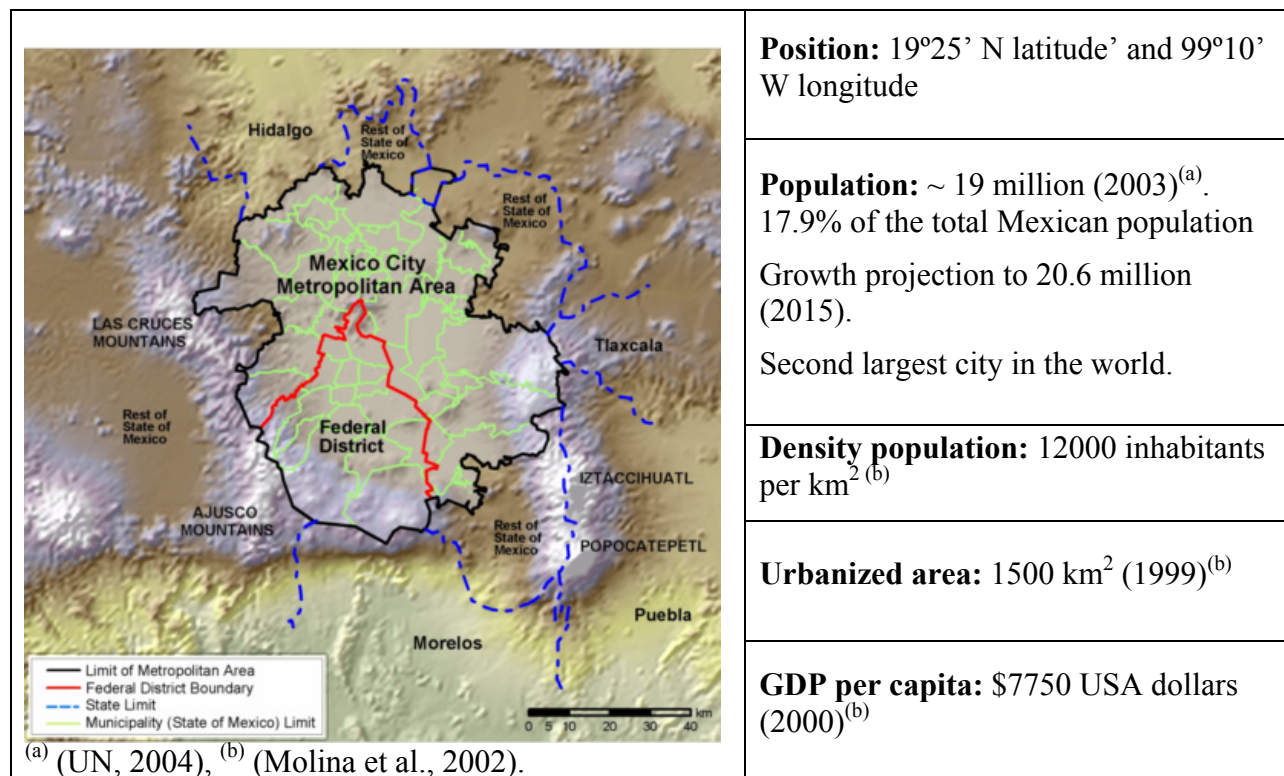 Hidalgo
Rest of
State of
Mexico
Rest of
State of
Mexico
Mexico City
Metropolitan Area
LAS CRUCES
MOUNTAINS
Tlaxcala
Rest of
State of
Mexico
Federal
District
IZTACCIHUATL
AJUSCO
MOUNTAINS
Rest of
State of
Mexico
POPOCATEPETL
Puebla
Morelos
Limit of Metropolitan Area
Federal District Boundary
State Limit
Municipality (State of Mexico) Limit
km
0 5 10 20 30 40
(a) (UN, 2004), (b) (Molina et al., 2002).
Position: 19º25’ N latitude’ and 99º10’
W longitude
Population: ~ 19 million (2003)(a).
17.9% of the total Mexican population
Growth projection to 20.6 million
(2015).
Second largest city in the world.
Density population: 12000 inhabitants
per km2 (b)
Urbanized area: 1500 km2 (1999)(b)
GDP per capita: $7750 USA dollars
(2000)(b)